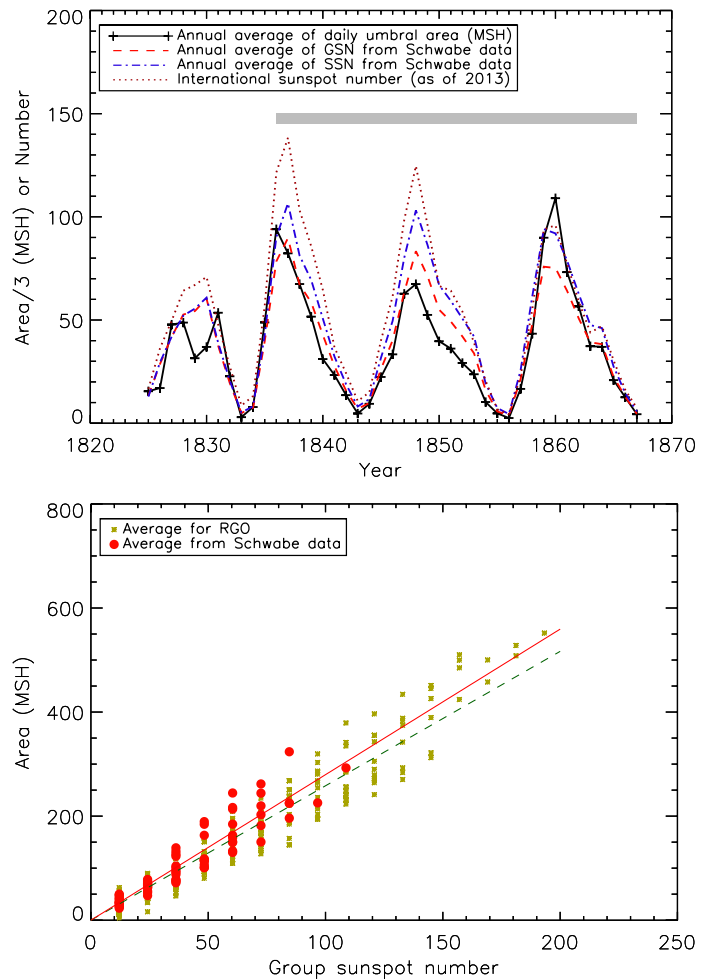 200
150
100
50
0
Area/3 (MSH) or Number
Annual average of daily umbral area (MSH)
Annual average of GSN from Schwabe data
Annual average of SSN from Schwabe data
International sunspot number (as of 2013)
1820 1830 1840 1850 1860 1870
Year
800
600
400
200
0
Area (MSH)
Average for RGO
Average from Schwabe data
0 50 100 150 200 250
Group sunspot number